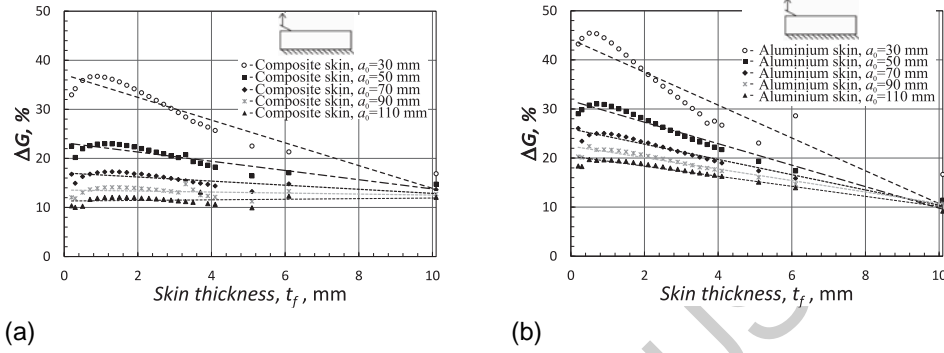 50
40
30
20
10
0
ΔG, %
0 2 4 6 8 10
Skin thickness, t_f , mm
Composite skin, a₀=30 mm
Composite skin, a₀=50 mm
Composite skin, a₀=70 mm
Composite skin, a₀=90 mm
Composite skin, a₀=110 mm
(a)
50
40
30
20
10
0
ΔG, %
0 2 4 6 8 10
Skin thickness, t_f , mm
Aluminium skin, a₀=30 mm
Aluminium skin, a₀=50 mm
Aluminium skin, a₀=70 mm
Aluminium skin, a₀=90 mm
Aluminium skin, a₀=110 mm
(b)